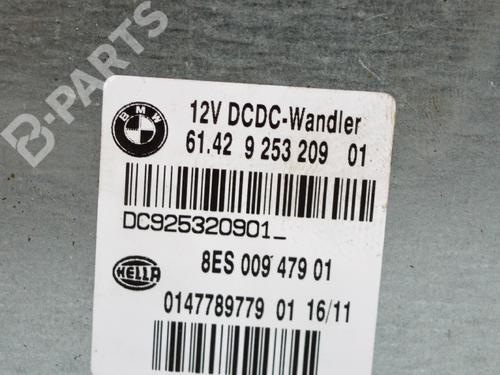 B-PARTS
BMW
12V DCDC-Wandler
61.42 9 253 209 01
DC925320901_
HELLA
8ES 009 479 01
0147789779 01 16/11